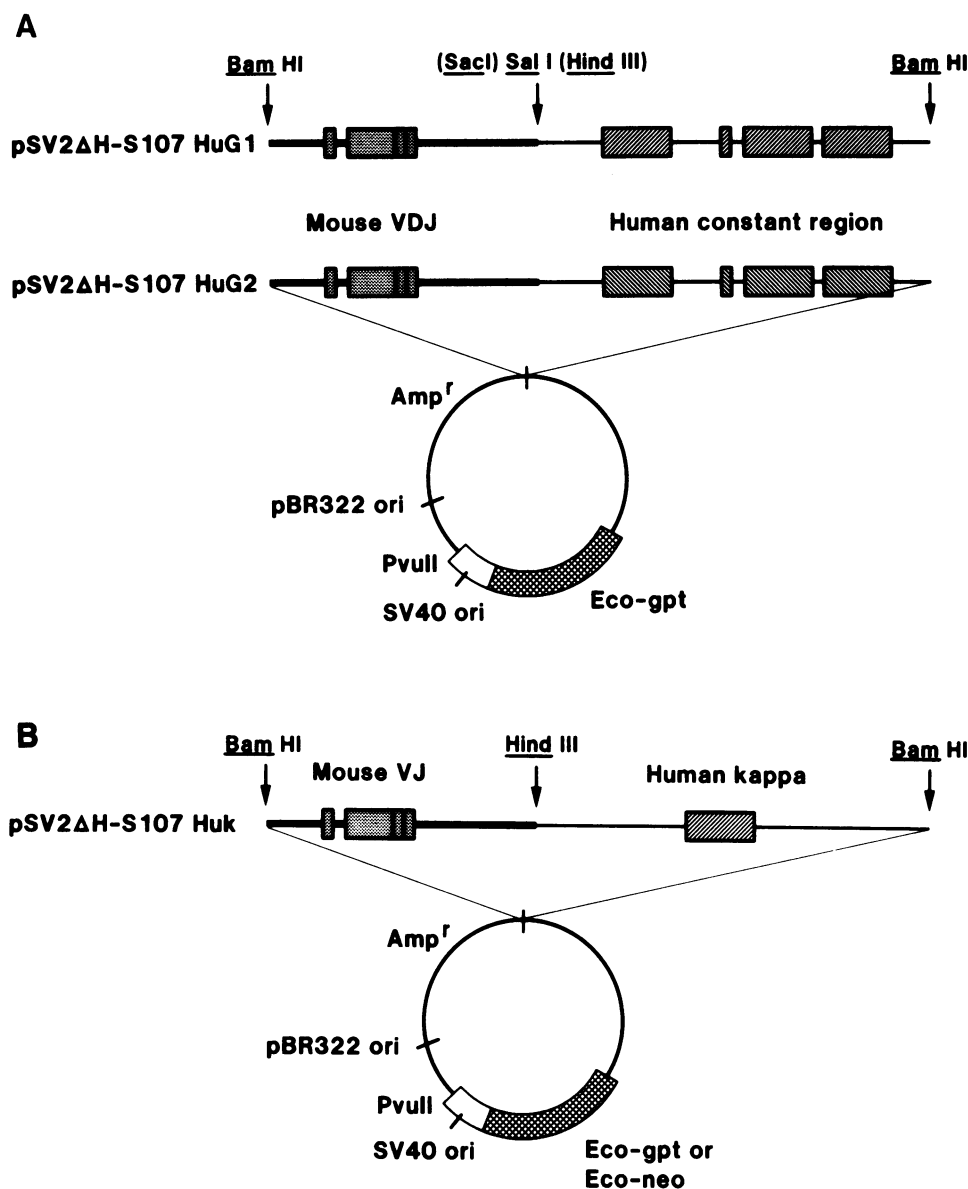 A
Bam HI
(SacI) Sal I (Hind III)
Bam HI
pSV2ΔH-S107 HuG1
Mouse VDJ
Human constant region
pSV2ΔH-S107 HuG2
Amp r
pBR322 ori
PvuII
SV40 ori
Eco-gpt
B
Bam HI
Hind III
Bam HI
Mouse VJ
Human kappa
pSV2ΔH-S107 Huk
Amp r
pBR322 ori
PvuII
SV40 ori
Eco-gpt or
Eco-neo